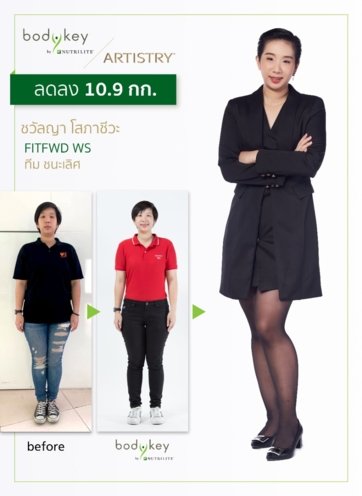 bodykey
by NUTRILITE
ARTISTRY
ลดลง 10.9 กก.
ชวัลญา โสภาชีวะ
FITFWD WS
ทีม ชนะเลิศ
before
bodykey
by NUTRILITE